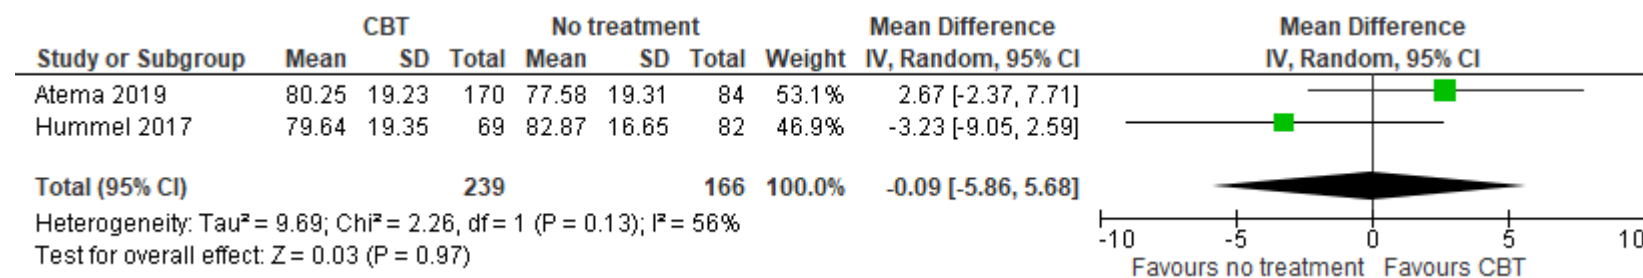 CBT No treatment Mean Difference Mean Difference
Study or Subgroup Mean SD Total Mean SD Total Weight IV, Random, 95% CI IV, Random, 95% CI
Atema 2019 80.25 19.23 170 77.58 19.31 84 53.1% 2.67 [-2.37, 7.71]
Hummel 2017 79.64 19.35 69 82.87 16.65 82 46.9% -3.23 [-9.05, 2.59]
Total (95% CI) 239 166 100.0% -0.09 [-5.86, 5.68]
Heterogeneity: Tau² = 9.69; Chi² = 2.26, df = 1 (P = 0.13); I² = 56%
Test for overall effect: Z = 0.03 (P = 0.97)
-10 -5 0 5 10
Favours no treatment Favours CBT